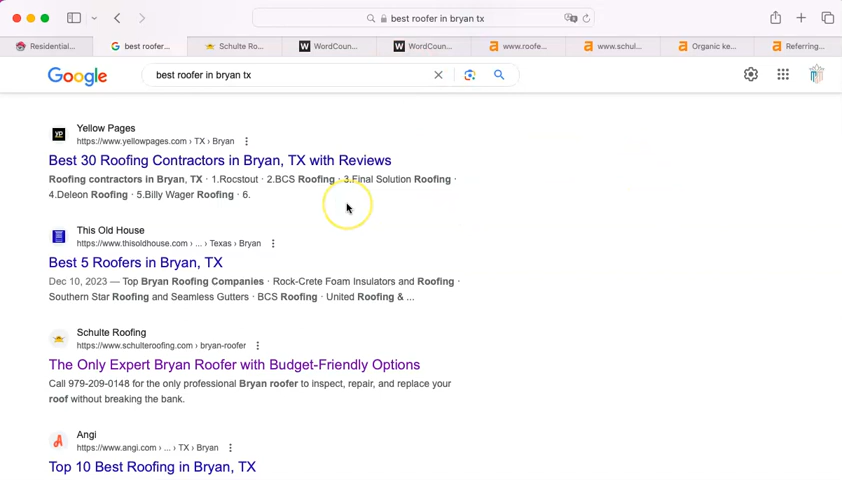 best roofer in bryan tx
Residential...
best roofer...
Schulte Ro...
WordCoun...
WordCoun...
www.roofe...
www.schul...
Organic ke...
Referring...
Google
best roofer in bryan tx
Yellow Pages
https://www.yellowpages.com › TX › Bryan
Best 30 Roofing Contractors in Bryan, TX with Reviews
Roofing contractors in Bryan, TX · 1.Rocstout · 2.BCS Roofing · 3.Final Solution Roofing ·
4.Deleon Roofing · 5.Billy Wager Roofing · 6.
This Old House
https://www.thisoldhouse.com › ... › Texas › Bryan
Best 5 Roofers in Bryan, TX
Dec 10, 2023 — Top Bryan Roofing Companies · Rock-Crete Foam Insulators and Roofing ·
Southern Star Roofing and Seamless Gutters · BCS Roofing · United Roofing & ...
Schulte Roofing
https://www.schulteroofing.com › bryan-roofer
The Only Expert Bryan Roofer with Budget-Friendly Options
Call 979-209-0148 for the only professional Bryan roofer to inspect, repair, and replace your
roof without breaking the bank.
Angi
https://www.angi.com › ... › TX › Bryan
Top 10 Best Roofing in Bryan, TX